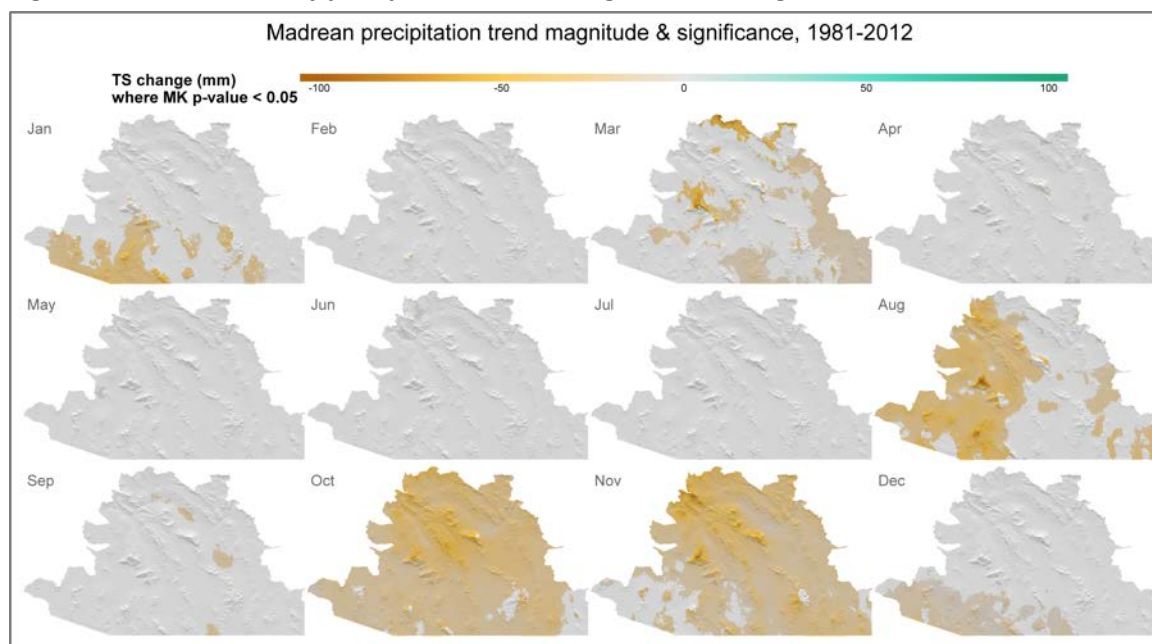 Madrean precipitation trend magnitude & significance, 1981-2012
TS change (mm)
where MK p-value < 0.05
-100 -50 0 50 100
Jan Feb Mar Apr
May Jun Jul Aug
Sep Oct Nov Dec